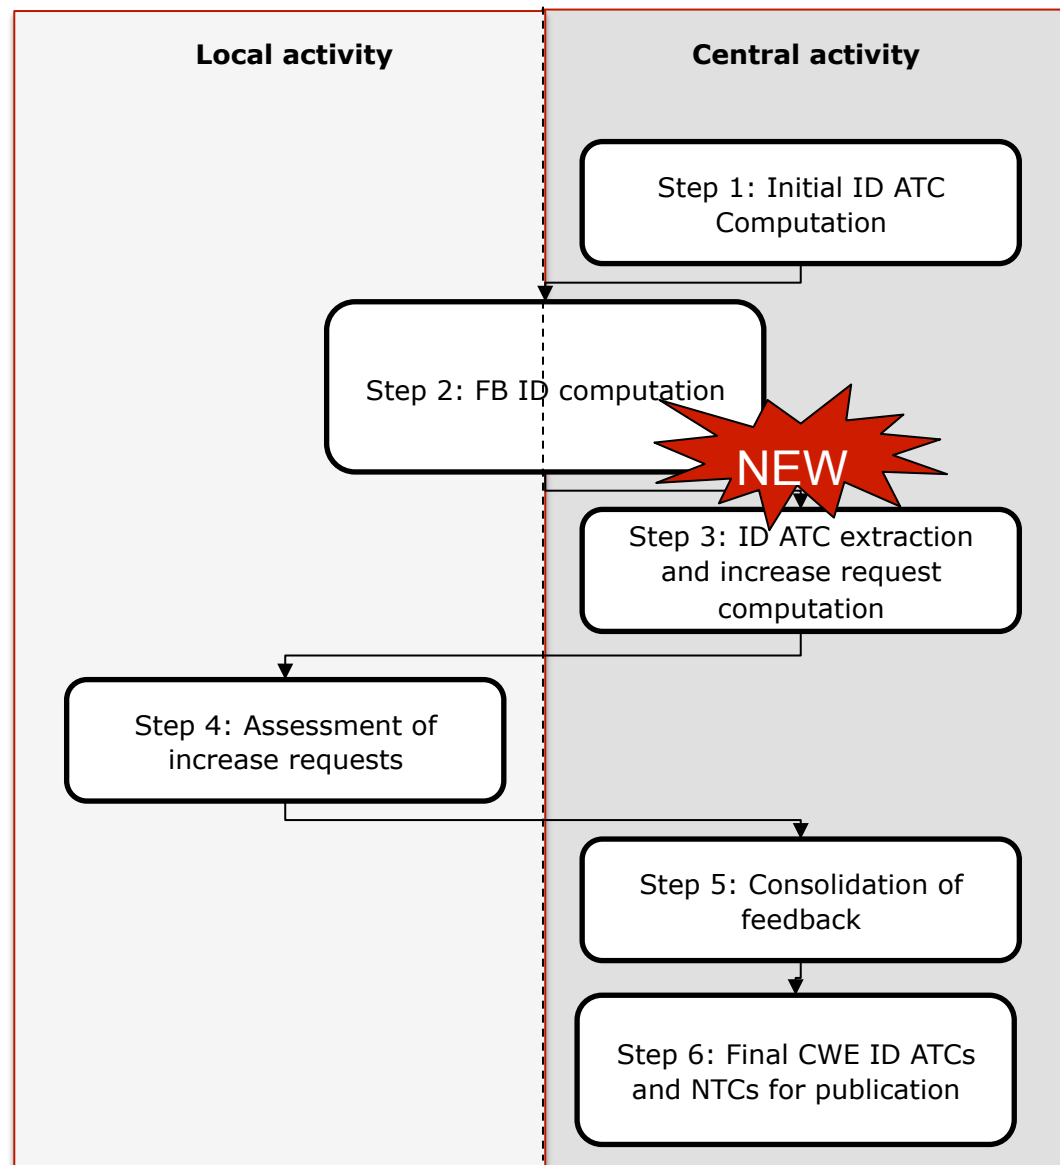 Local activity
Central activity
Step 1: Initial ID ATC
Computation
Step 2: FB ID computation
NEW
Step 3: ID ATC extraction
and increase request
computation
Step 4: Assessment of
increase requests
Step 5: Consolidation of
feedback
Step 6: Final CWE ID ATCs
and NTCs for publication